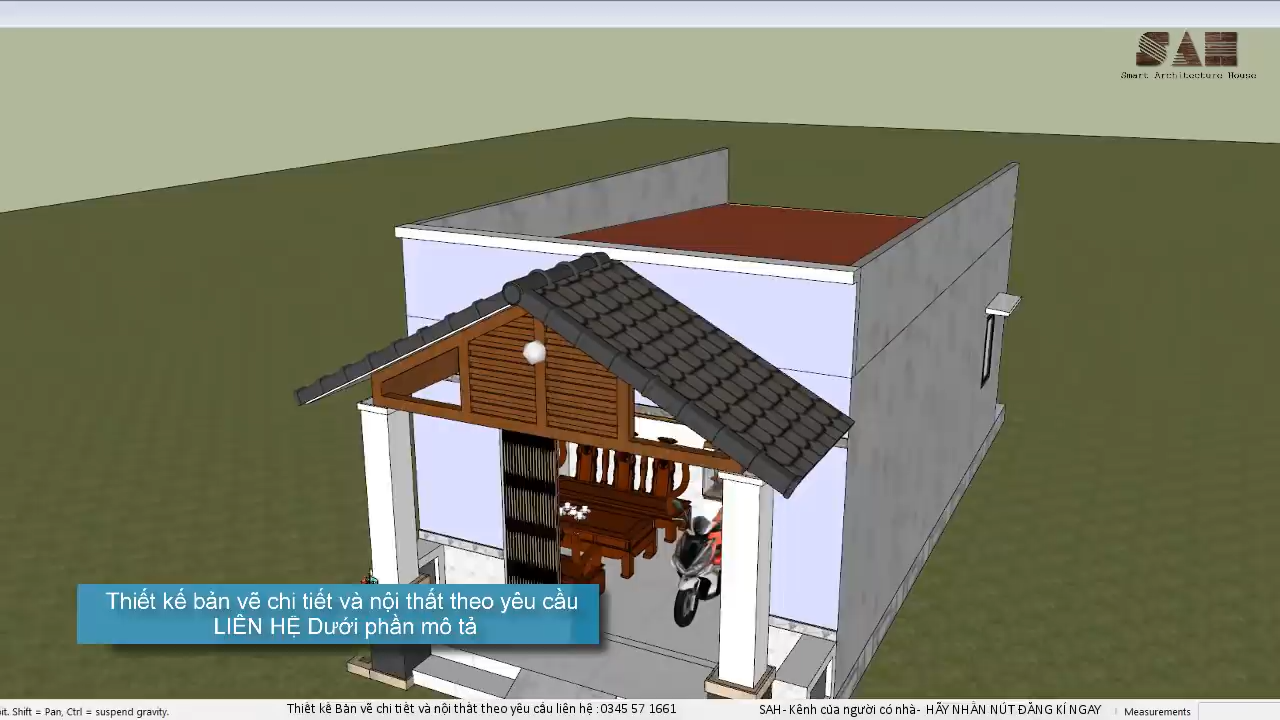 SAH
Smart Architecture House
Thiết kế bản vẽ chi tiết và nội thất theo yêu cầu
LIÊN HỆ Dưới phần mô tả
it. Shift = Pan, Ctrl = suspend gravity.
Thiết kế Bản vẽ chi tiết và nội thất theo yêu cầu liên hệ :0345 57 1661
SAH- Kênh của người có nhà- HÃY NHẤN NÚT ĐĂNG KÍ NGAY
Measurements